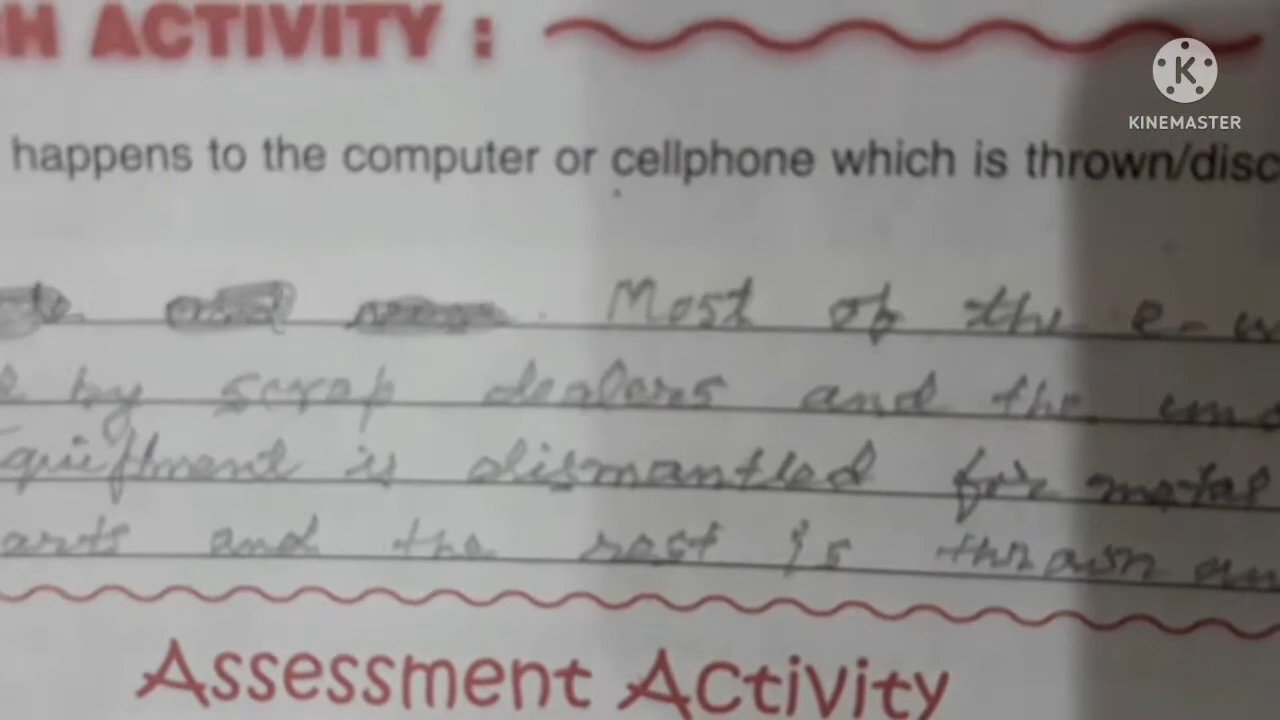 H ACTIVITY :
KINEMASTER
happens to the computer or cellphone which is thrown/disc
Most of the e-w
by scrap dealers and the
is dismantled for metal
arts and the rest is thrown
Assessment Activity